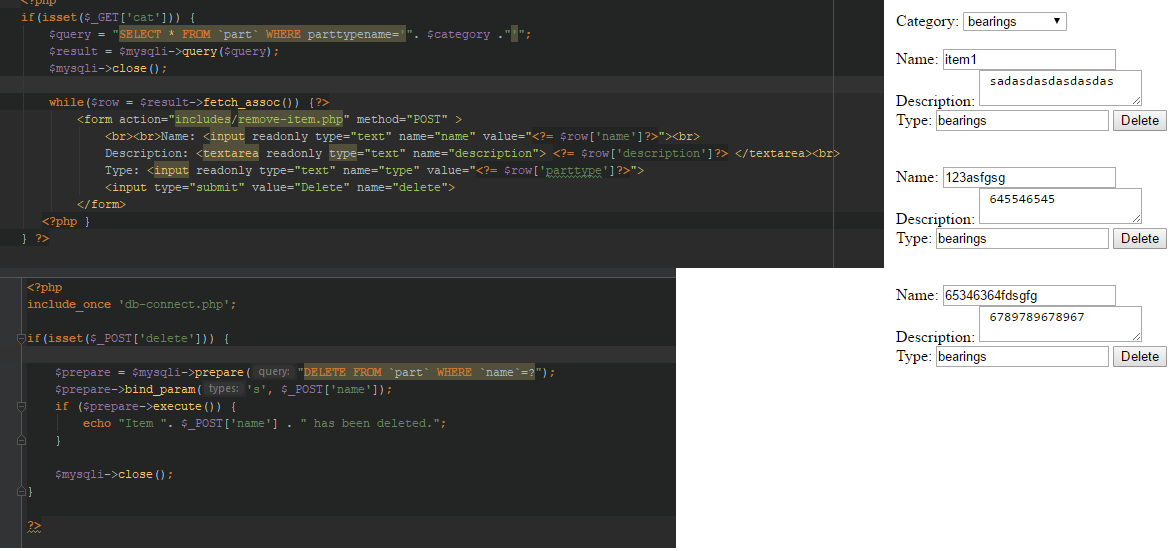 <?php
if(isset($_GET['cat'])) {
$query = "SELECT * FROM `part` WHERE parttypename='". $category ."'";
$result = $mysqli->query($query);
$mysqli->close();
while($row = $result->fetch_assoc()) {?>
<form action="includes/remove-item.php" method="POST" >
<br><br>Name: <input readonly type="text" name="name" value="<?= $row['name']?>"><br>
Description: <textarea readonly type="text" name="description"> <?= $row['description']?> </textarea><br>
Type: <input readonly type="text" name="type" value="<?= $row['parttype']?>">
<input type="submit" value="Delete" name="delete">
</form>
<?php }
} ?>
<?php
include_once 'db-connect.php';
if(isset($_POST['delete'])) {
$prepare = $mysqli->prepare( query: "DELETE FROM `part` WHERE `name`=?");
$prepare->bind_param( types: 's', $_POST['name']);
if ($prepare->execute()) {
echo "Item ". $_POST['name'] . " has been deleted.";
}
$mysqli->close();
}
?>
Category: bearings
Name: item1
sadasdasdasdasdas
Description:
Type: bearings Delete
Name: 123asfgsg
645546545
Description:
Type: bearings Delete
Name: 65346364fdsgfg
6789789678967
Description:
Type: bearings Delete